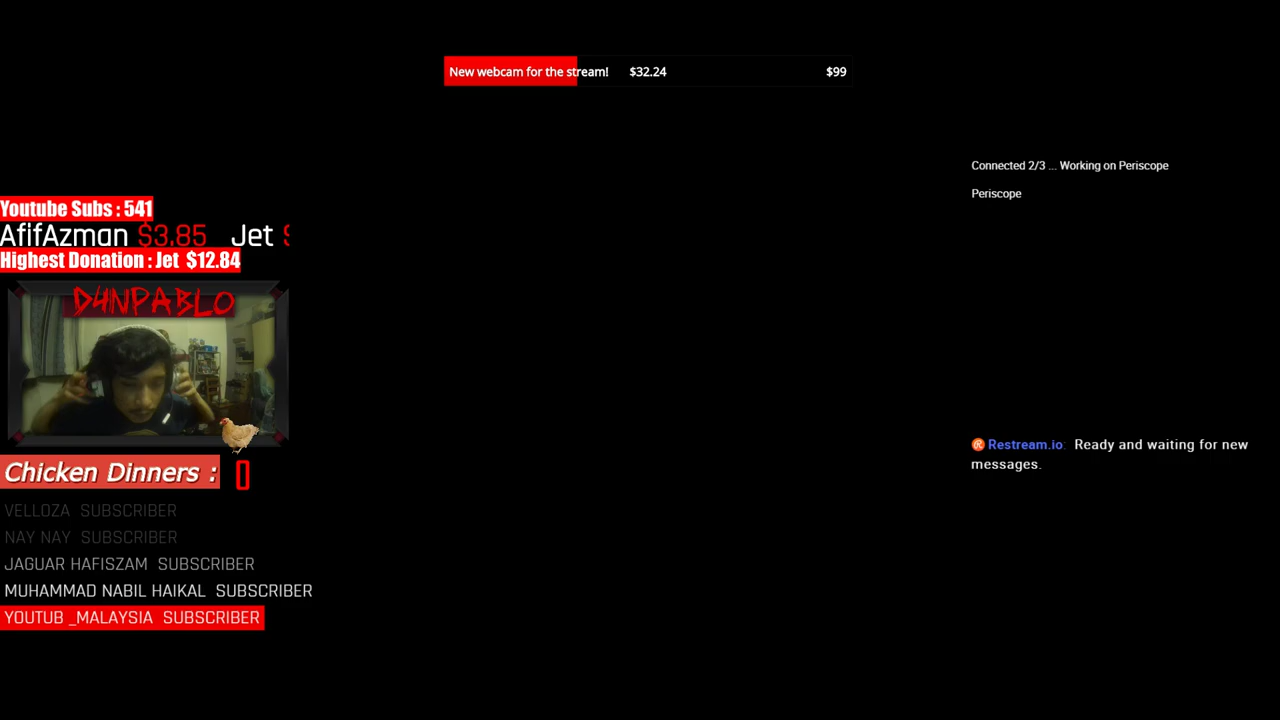 New webcam for the stream! $32.24 $99
Connected 2/3 ... Working on Periscope
Periscope
Youtube Subs : 541
AfifAzman $3.85 Jet
Highest Donation : Jet $12.84
D4NPABLO
Restream.io: Ready and waiting for new
messages.
Chicken Dinners : 0
VELLOZA SUBSCRIBER
NAY NAY SUBSCRIBER
JAGUAR HAFISZAM SUBSCRIBER
MUHAMMAD NABIL HAIKAL SUBSCRIBER
YOUTUB _MALAYSIA SUBSCRIBER